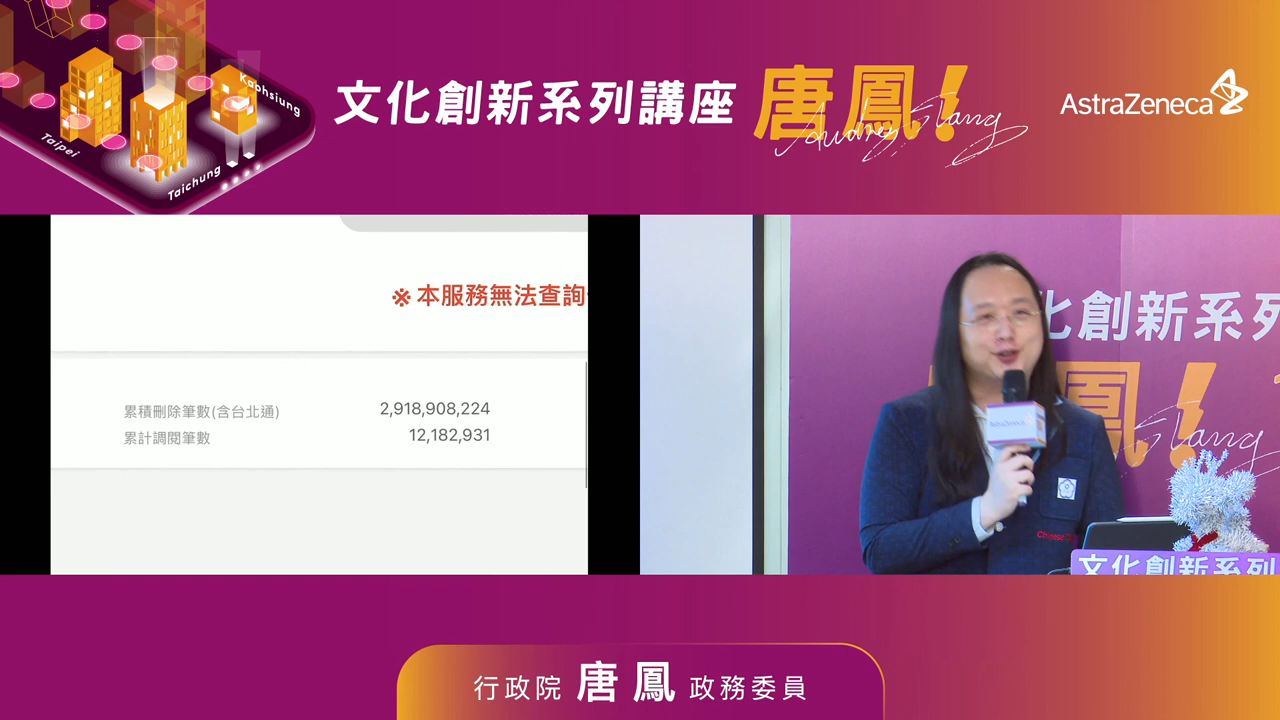 Kaohsiung
Taipei
Taichung
文化創新系列講座 唐鳳!
Audrey Tang
AstraZeneca
※ 本服務無法查詢
累積刪除筆數(含台北通) 2,918,908,224
累計調閱筆數 12,182,931
化創新系列
鳳!
Tang
AstraZeneca
文化創新系列
行政院 唐鳳 政務委員